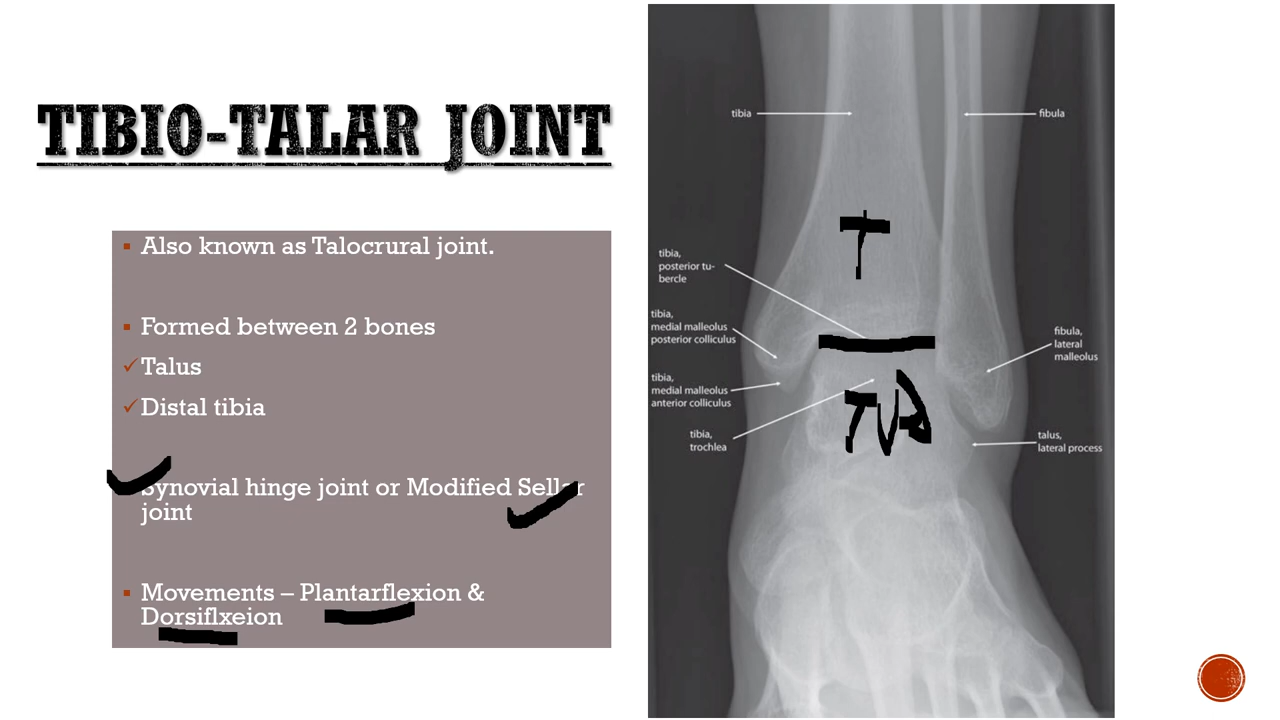 TIBIO-TALAR JOINT
Also known as Talocrural joint.
Formed between 2 bones
Talus
Distal tibia
Synovial hinge joint or Modified Sellar
joint
Movements – Plantarflexion &
Dorsiflxeion
tibia
fibula
T
tibia,
posterior tu-
bercle
tibia,
medial malleolus
posterior colliculus
fibula,
lateral
malleolus
tibia,
medial malleolus
anterior colliculus
tibia,
trochlea
talus,
lateral process